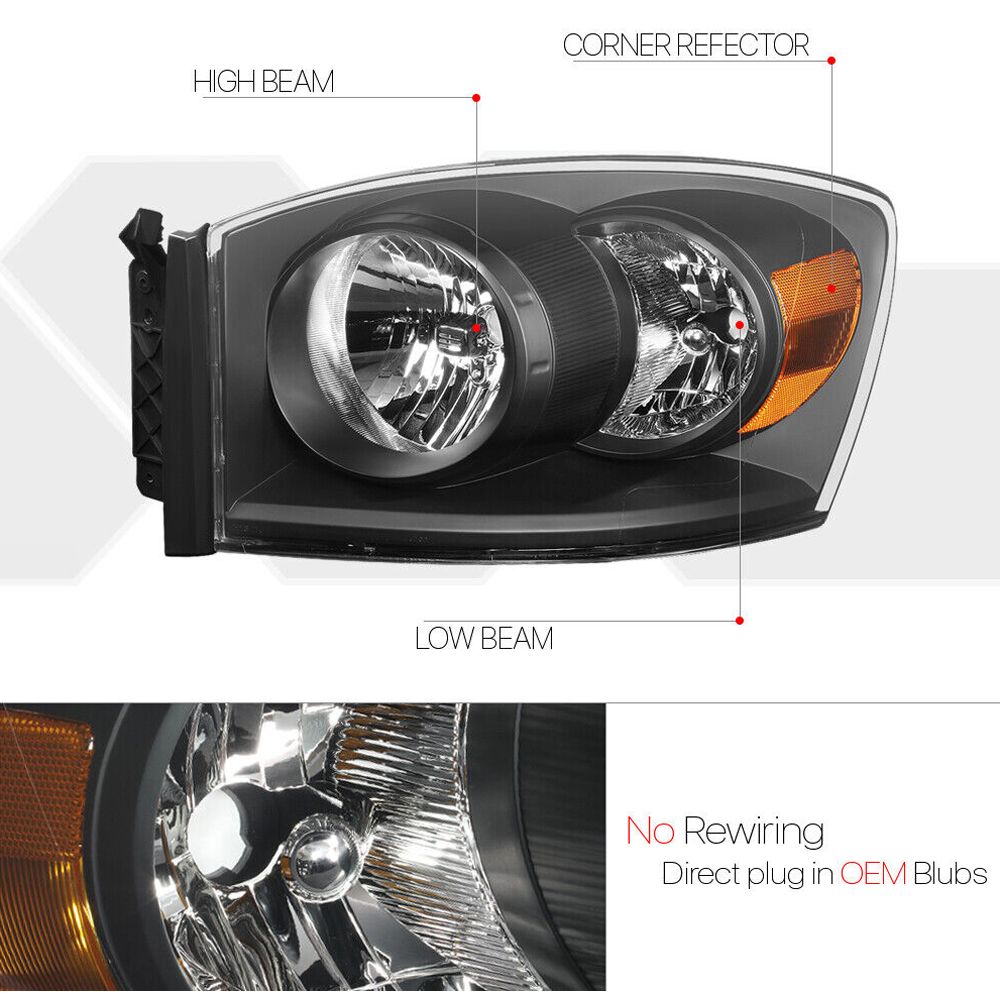 CORNER REFECTOR
HIGH BEAM
LOW BEAM
No Rewiring
Direct plug in OEM Blubs